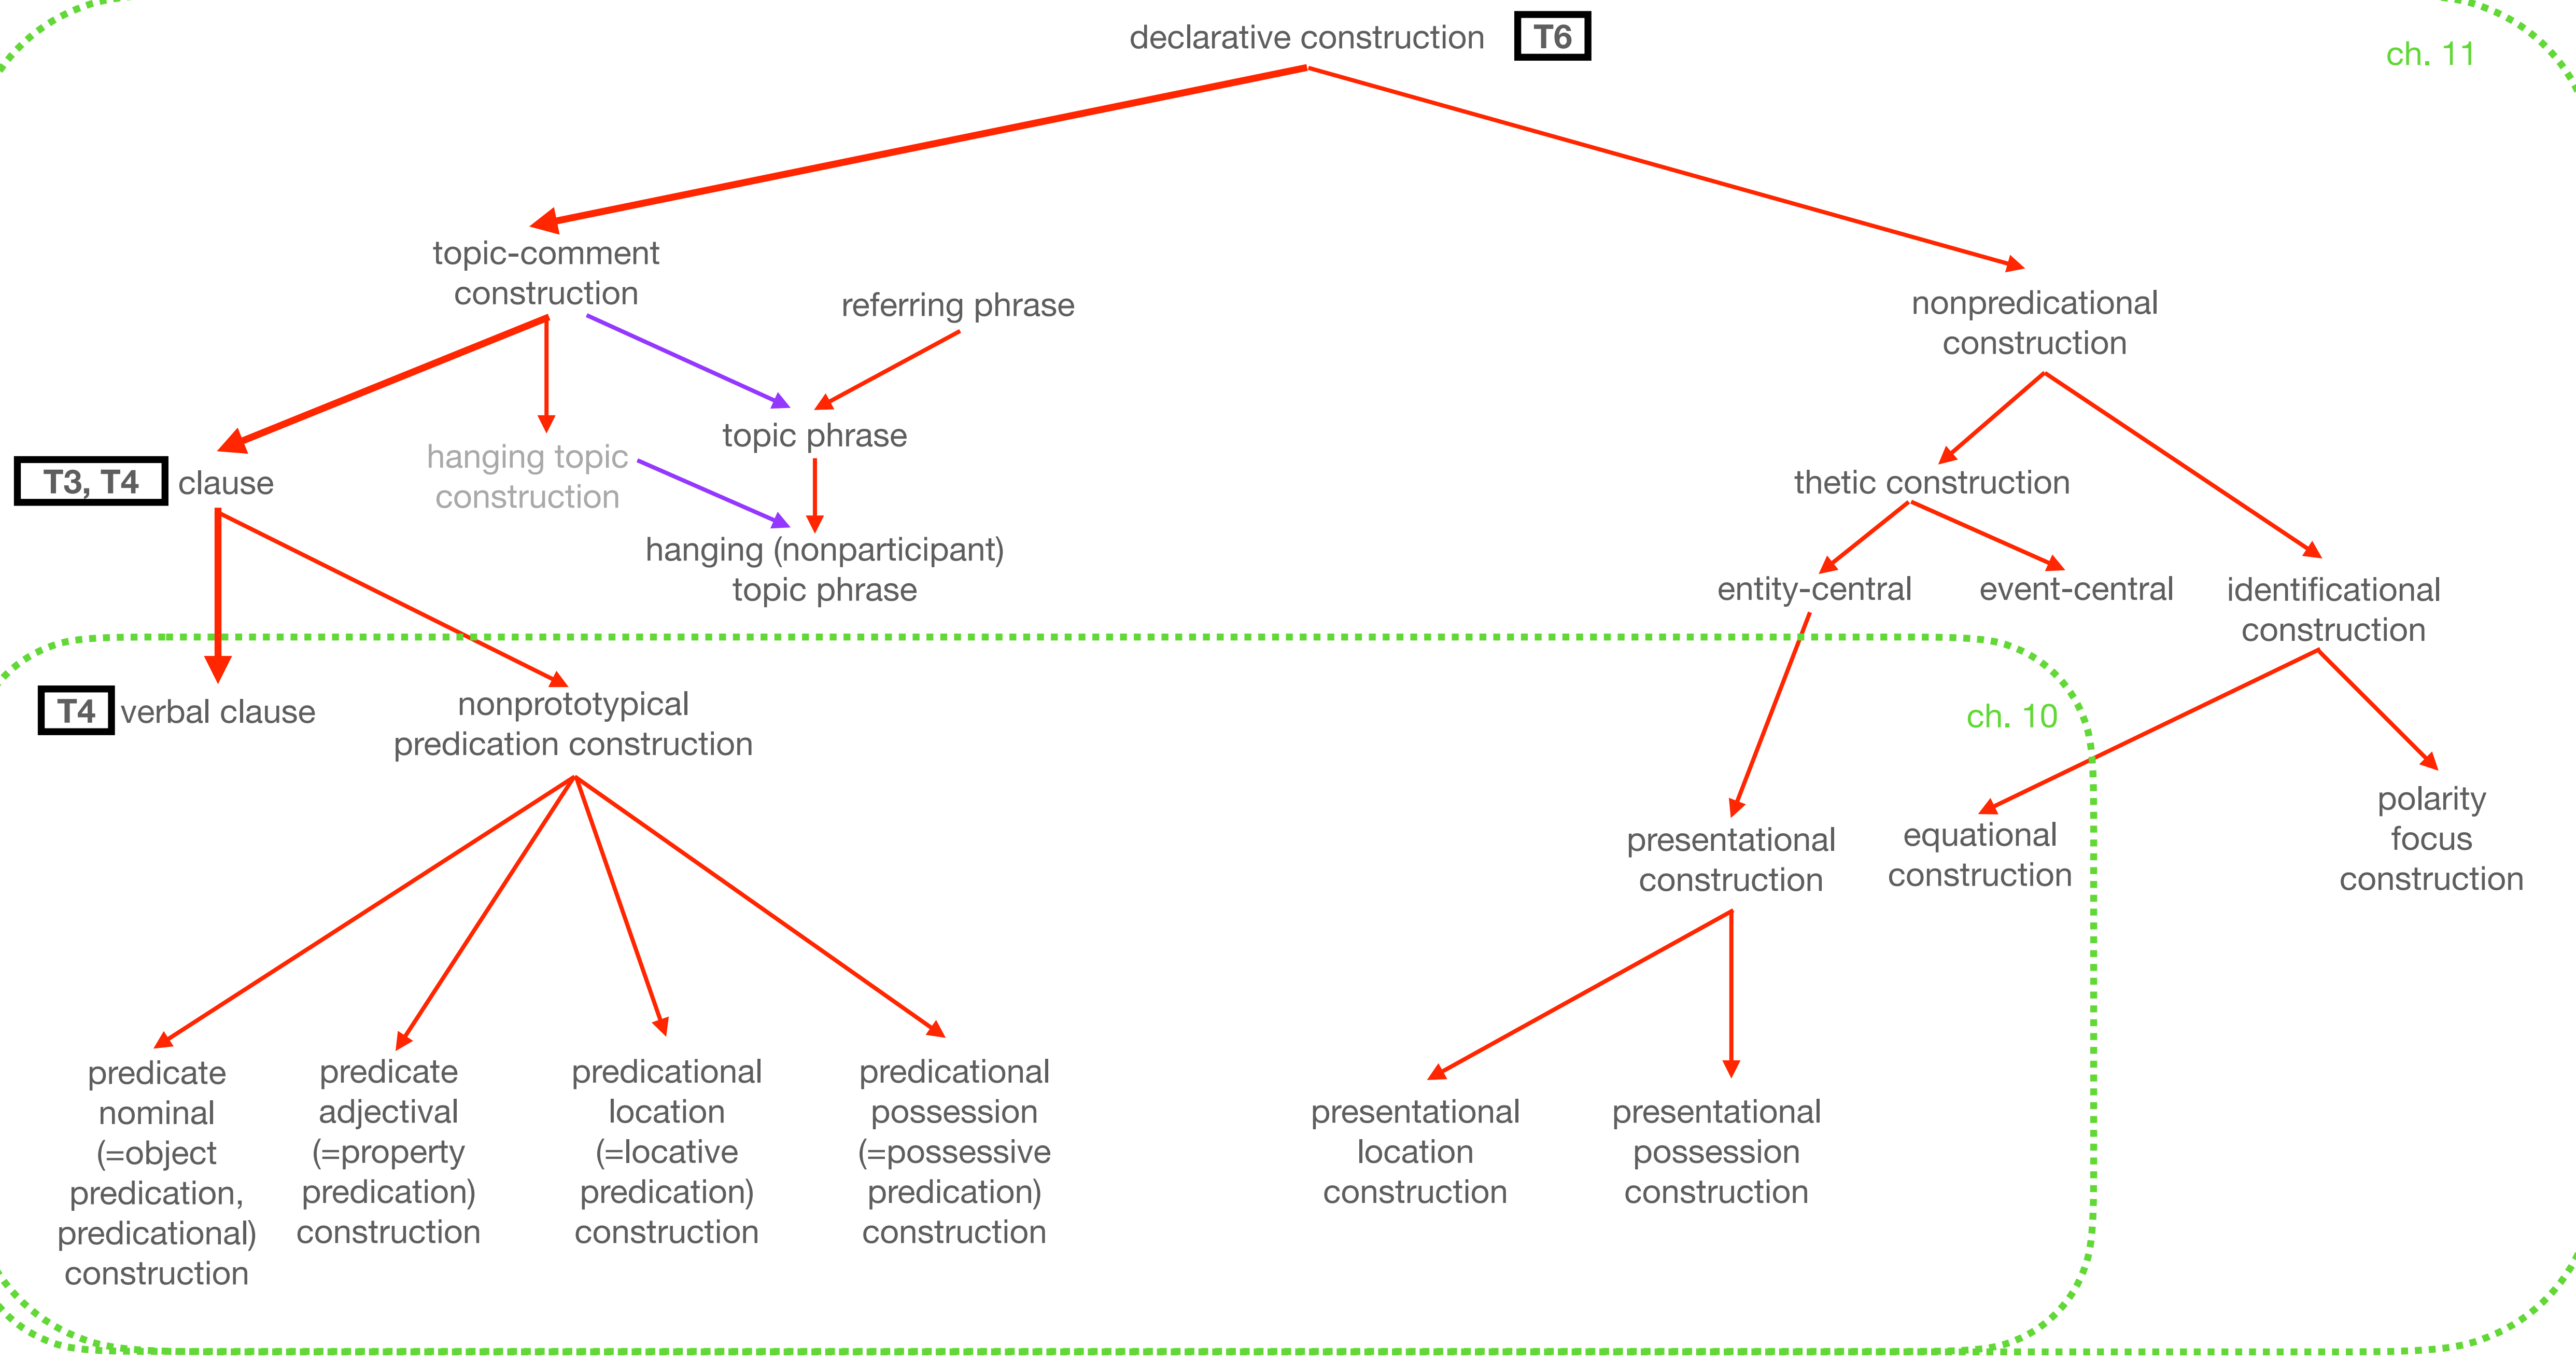 declarative construction
T6
ch. 11
topic-comment
construction
referring phrase
nonpredicational
construction
topic phrase
hanging topic
construction
T3, T4
clause
thetic construction
hanging (nonparticipant)
topic phrase
entity-central
event-central
identificational
construction
T4
verbal clause
nonprototypical
predication construction
ch. 10
presentational
construction
equational
construction
polarity
focus
construction
predicate
nominal
(=object
predication,
predicational)
construction
predicate
adjectival
(=property
predication)
construction
predicational
location
(=locative
predication)
construction
predicational
possession
(=possessive
predication)
construction
presentational
location
construction
presentational
possession
construction